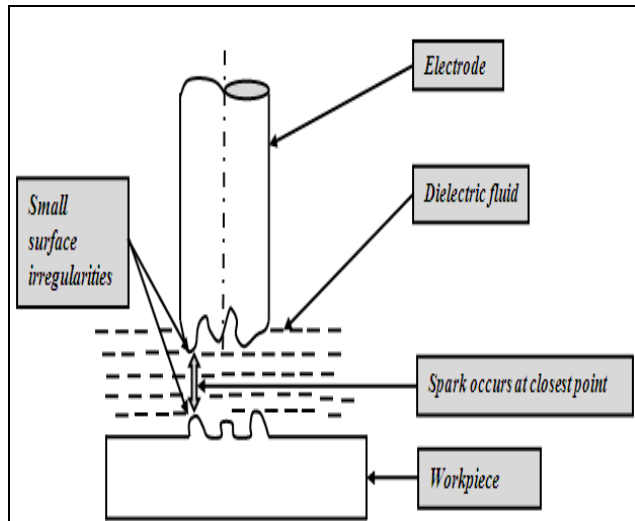 Electrode
Small
surface
irregularities
Dielectric fluid
Spark occurs at closest point
Workpiece